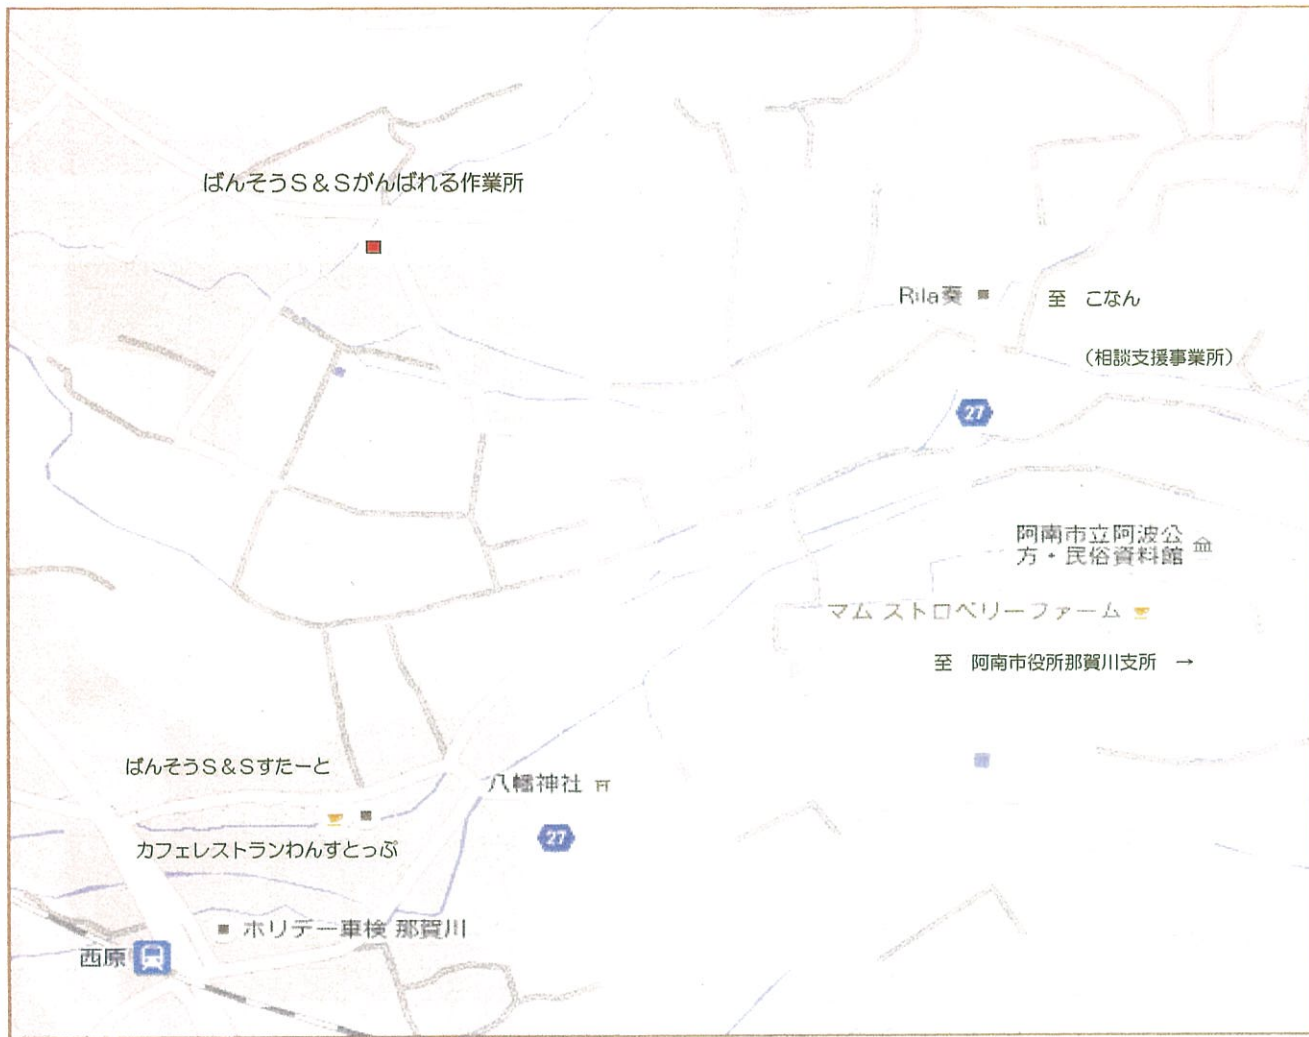 ばんそうS&Sがんばれる作業所
Rila奏
至 こなん
(相談支援事業所)
27
阿南市立阿波公
方・民俗資料館
マム ストロベリーファーム
至 阿南市役所那賀川支所 →
ばんそうS&Sすたーと
八幡神社
27
カフェレストランわんすとっぷ
ホリデー車検 那賀川
西原